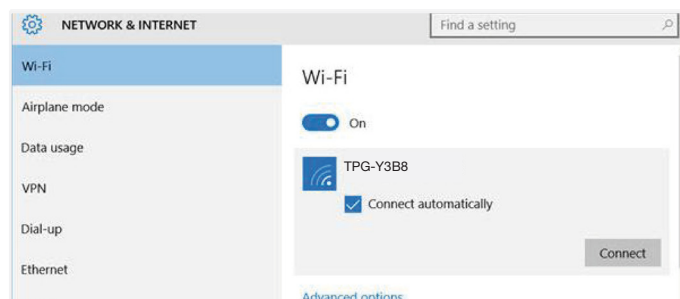 NETWORK & INTERNET
Find a setting
Wi-Fi
Airplane mode
Data usage
VPN
Dial-up
Ethernet
Wi-Fi
On
TPG-Y3B8
Connect automatically
Connect
Advanced options